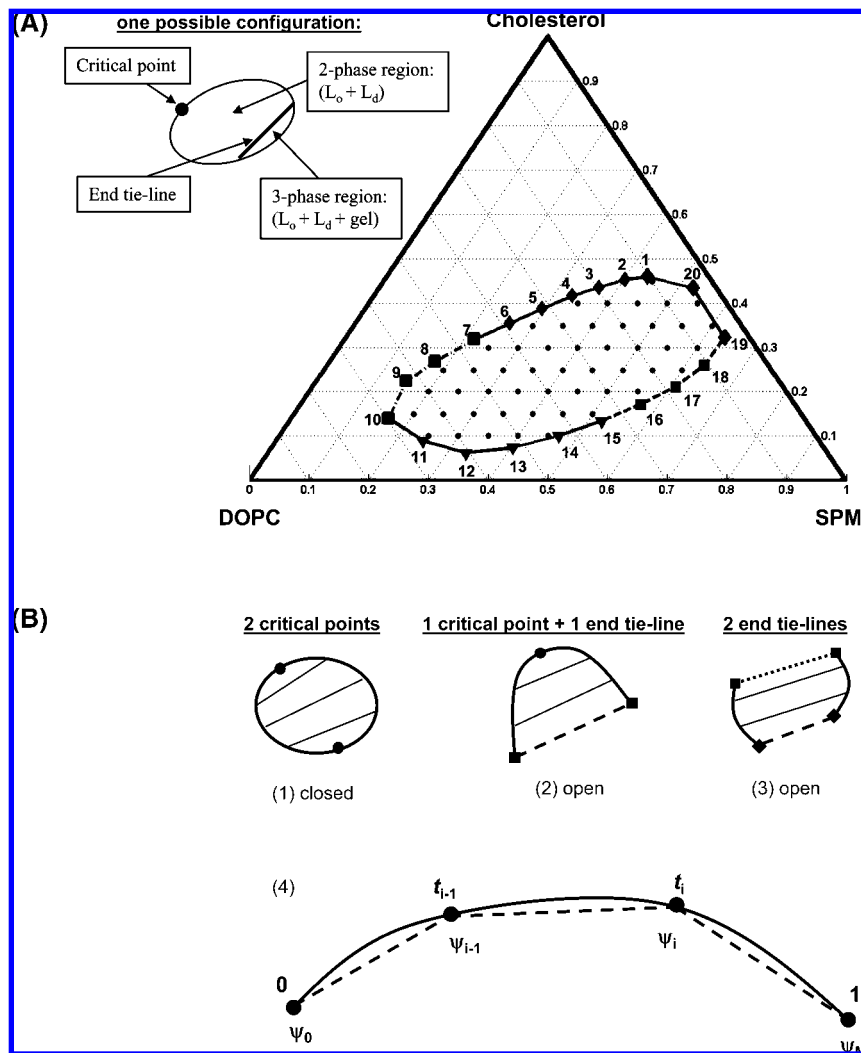 (A)
one possible configuration:
Critical point
2-phase region:
(Lo + Ld)
End tie-line
3-phase region:
(Lo + Ld + gel)
Cholesterol
0.9
0.8
0.7
0.6
0.5
0.4
0.3
0.2
0.1
1
2
3
4
5
6
7
8
9
10
11
12
13
14
15
16
17
18
19
20
0 0.1 0.2 0.3 0.4 0.5 0.6 0.7 0.8 0.9 1
DOPC SPM
(B)
2 critical points
1 critical point + 1 end tie-line
2 end tie-lines
(1) closed
(2) open
(3) open
(4)
ti-1
ti
ψi-1
ψi
0
1
ψ0